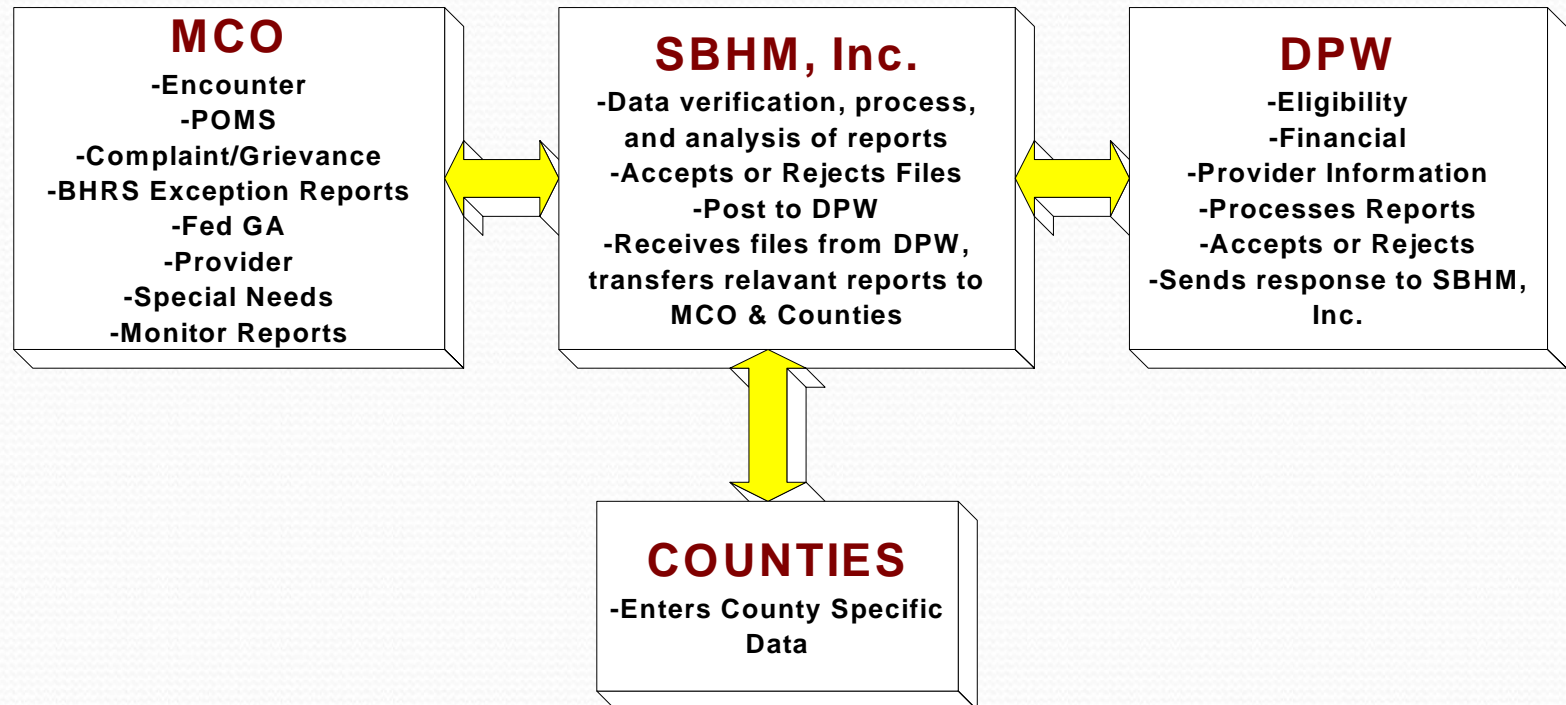 MCO
-Encounter
-POMS
-Complaint/Grievance
-BHRS Exception Reports
-Fed GA
-Provider
-Special Needs
-Monitor Reports
SBHM, Inc.
-Data verification, process,
and analysis of reports
-Accepts or Rejects Files
-Post to DPW
-Receives files from DPW,
transfers relavant reports to
MCO & Counties
DPW
-Eligibility
-Financial
-Provider Information
-Processes Reports
-Accepts or Rejects
-Sends response to SBHM,
Inc.
COUNTIES
-Enters County Specific
Data